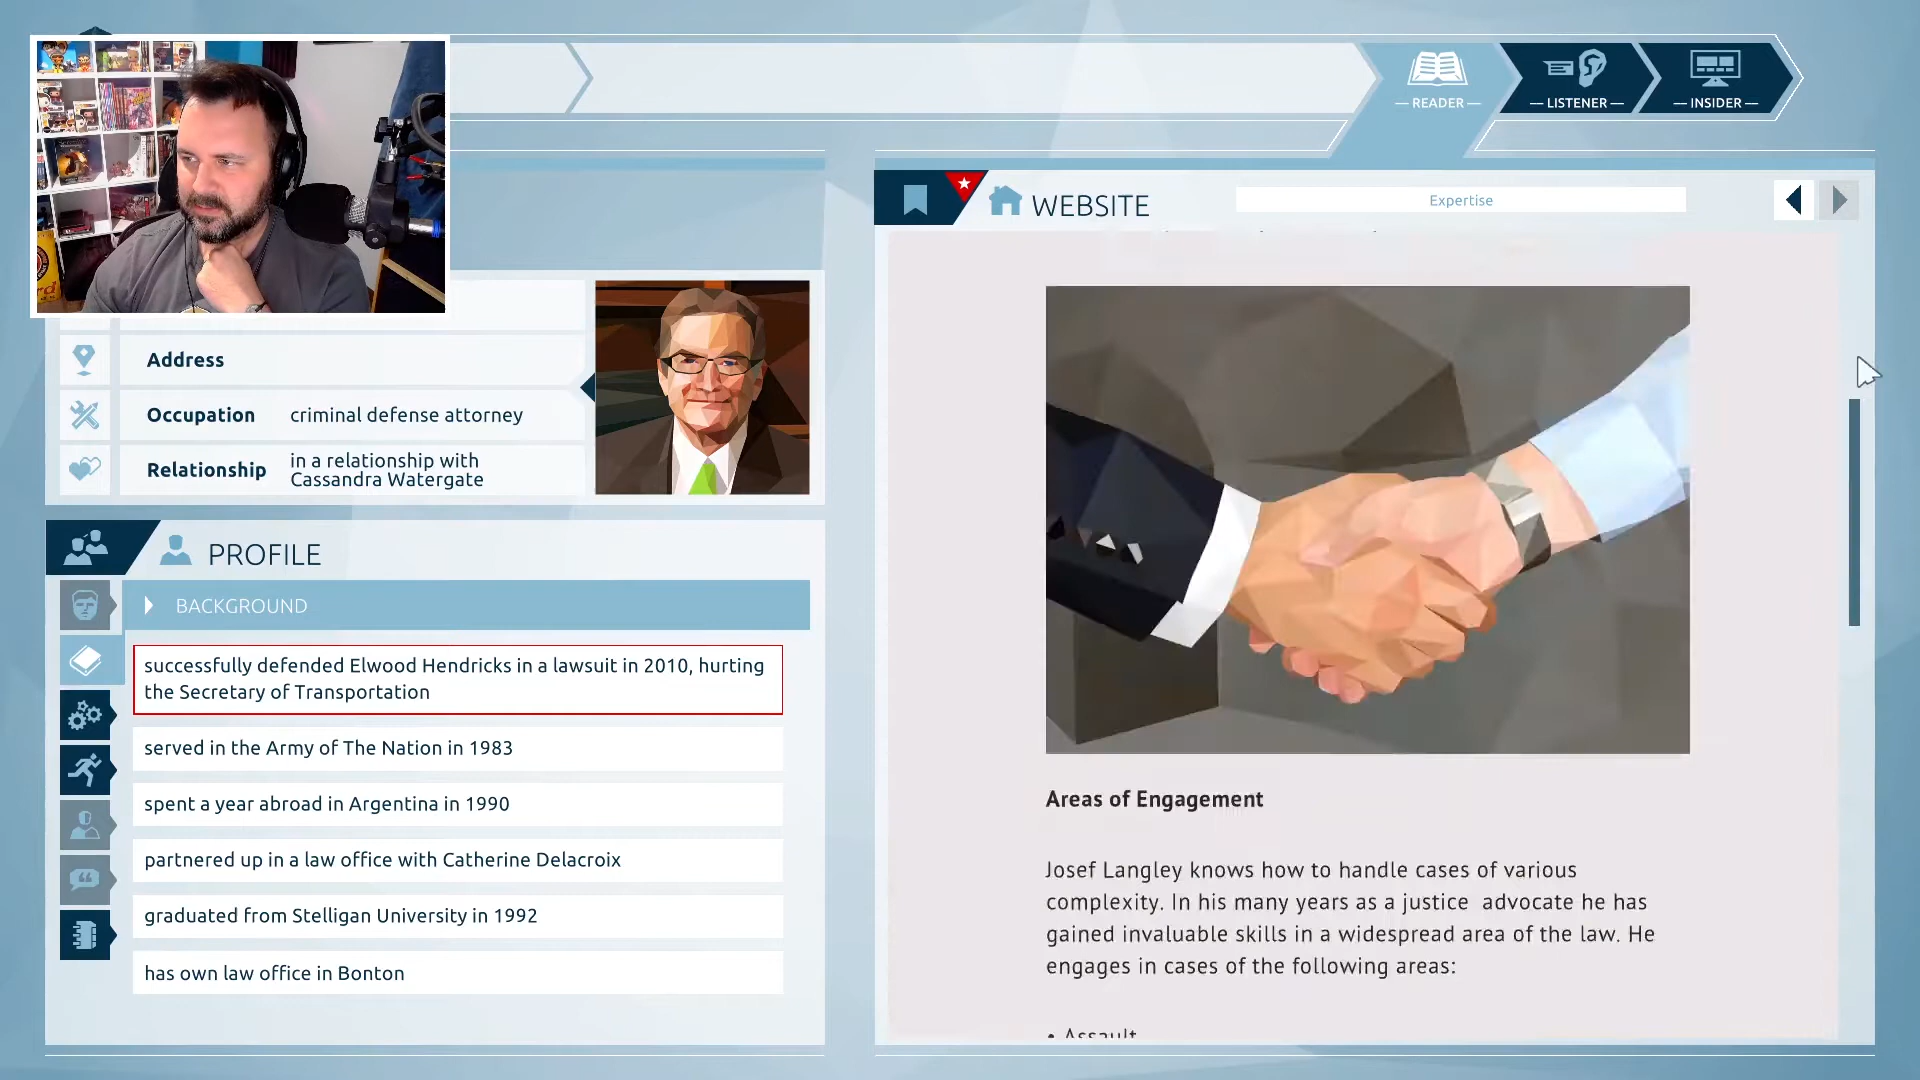 READER
LISTENER
INSIDER
WEBSITE
Expertise
Address
Occupation criminal defense attorney
Relationship in a relationship with
Cassandra Watergate
PROFILE
BACKGROUND
successfully defended Elwood Hendricks in a lawsuit in 2010, hurting
the Secretary of Transportation
served in the Army of The Nation in 1983
spent a year abroad in Argentina in 1990
partnered up in a law office with Catherine Delacroix
graduated from Stelligan University in 1992
has own law office in Bonton
Areas of Engagement
Josef Langley knows how to handle cases of various
complexity. In his many years as a justice advocate he has
gained invaluable skills in a widespread area of the law. He
engages in cases of the following areas:
• Assault